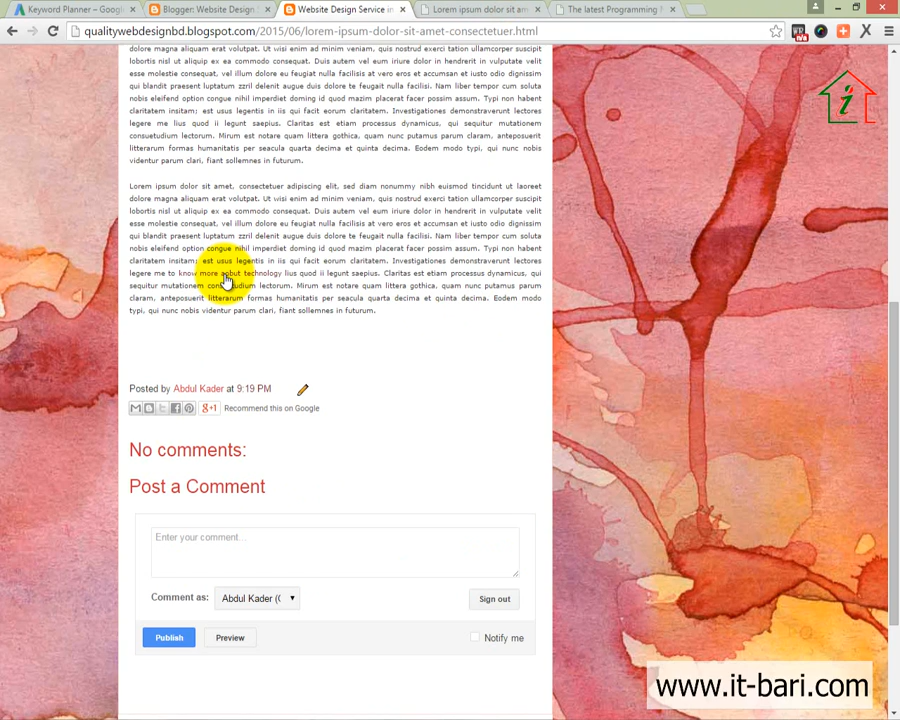 Keyword Planner – Googl
Blogger: Website Design S
Website Design Service in
Lorem ipsum dolor sit am
The latest Programming N
qualitywebdesignbd.blogspot.com/2015/06/lorem-ipsum-dolor-sit-amet-consectetuer.html
dolore magna aliquam erat volutpat. Ut wisi enim ad minim veniam, quis nostrud exerci tation ullamcorper suscipit
lobortis nisl ut aliquip ex ea commodo consequat. Duis autem vel eum iriure dolor in hendrerit in vulputate velit
esse molestie consequat, vel illum dolore eu feugiat nulla facilisis at vero eros et accumsan et iusto odio dignissim
qui blandit praesent luptatum zzril delenit augue duis dolore te feugait nulla facilisi. Nam liber tempor cum soluta
nobis eleifend option congue nihil imperdiet doming id quod mazim placerat facer possim assum. Typi non habent
claritatem insitam; est usus legentis in iis qui facit eorum claritatem. Investigationes demonstraverunt lectores
legere me lius quod ii legunt saepius. Claritas est etiam processus dynamicus, qui sequitur mutationem
consuetudium lectorum. Mirum est notare quam littera gothica, quam nunc putamus parum claram, anteposuerit
litterarum formas humanitatis per seacula quarta decima et quinta decima. Eodem modo typi, qui nunc nobis
videntur parum clari, fiant sollemnes in futurum.
Lorem ipsum dolor sit amet, consectetuer adipiscing elit, sed diam nonummy nibh euismod tincidunt ut laoreet
dolore magna aliquam erat volutpat. Ut wisi enim ad minim veniam, quis nostrud exerci tation ullamcorper suscipit
lobortis nisl ut aliquip ex ea commodo consequat. Duis autem vel eum iriure dolor in hendrerit in vulputate velit
esse molestie consequat, vel illum dolore eu feugiat nulla facilisis at vero eros et accumsan et iusto odio dignissim
qui blandit praesent luptatum zzril delenit augue duis dolore te feugait nulla facilisi. Nam liber tempor cum soluta
nobis eleifend option congue nihil imperdiet doming id quod mazim placerat facer possim assum. Typi non habent
claritatem insitam; est usus legentis in iis qui facit eorum claritatem. Investigationes demonstraverunt lectores
legere me to know more aobut technology lius quod ii legunt saepius. Claritas est etiam processus dynamicus, qui
sequitur mutationem consuetudium lectorum. Mirum est notare quam littera gothica, quam nunc putamus parum
claram, anteposuerit litterarum formas humanitatis per seacula quarta decima et quinta decima. Eodem modo
typi, qui nunc nobis videntur parum clari, fiant sollemnes in futurum.
Posted by Abdul Kader at 9:19 PM
g+1 Recommend this on Google
No comments:
Post a Comment
Enter your comment...
Comment as: Abdul Kader (G
Sign out
Publish
Preview
Notify me
www.it-bari.com